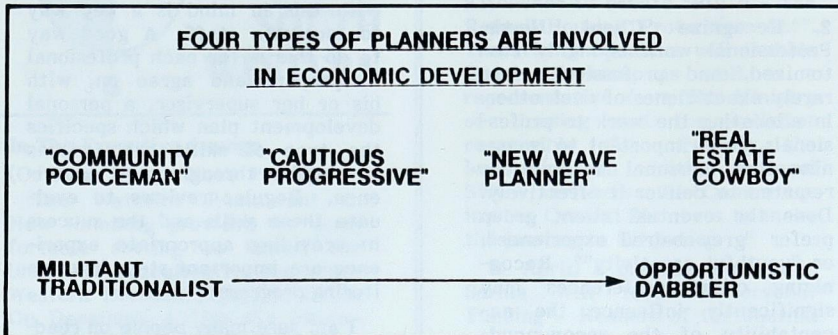 FOUR TYPES OF PLANNERS ARE INVOLVED
IN ECONOMIC DEVELOPMENT
"COMMUNITY
POLICEMAN"
"CAUTIOUS
PROGRESSIVE"
"NEW WAVE
PLANNER"
"REAL
ESTATE
COWBOY"
MILITANT
TRADITIONALIST
OPPORTUNISTIC
DABBLER